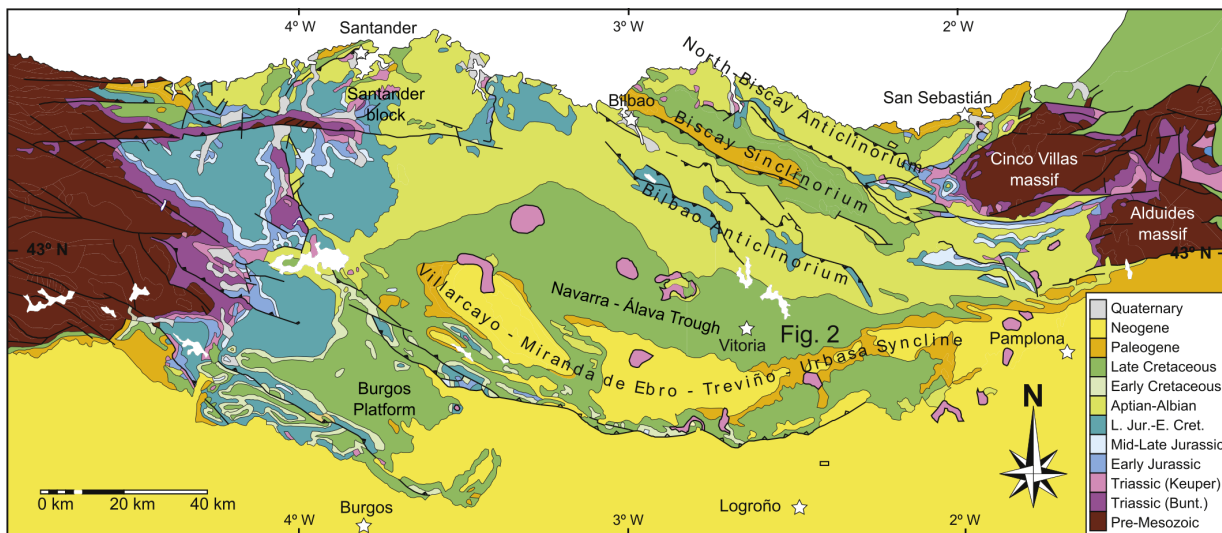 4º W
3º W
2º W
Santander
Santander
block
Bilbao
North-Biscay Anticlinorium
San Sebastián
Biscay Sinclinorium
Cinco Villas
massif
Bilbao Anticlinorium
Alduides
massif
43º N
43º N
Villarcayo - Miranda de Ebro - Treviño - Urbasa Syncline
Navarra - Álava Trough
Vitoria
Fig. 2
Pamplona
Burgos
Platform
Quaternary
Neogene
Paleogene
Late Cretaceous
Early Cretaceous
Aptian-Albian
L. Jur.-E. Cret.
Mid-Late Jurassic
Early Jurassic
Triassic (Keuper)
Triassic (Bunt.)
Pre-Mesozoic
N
0 km 20 km 40 km
Burgos
Logroño
4º W
3º W
2º W